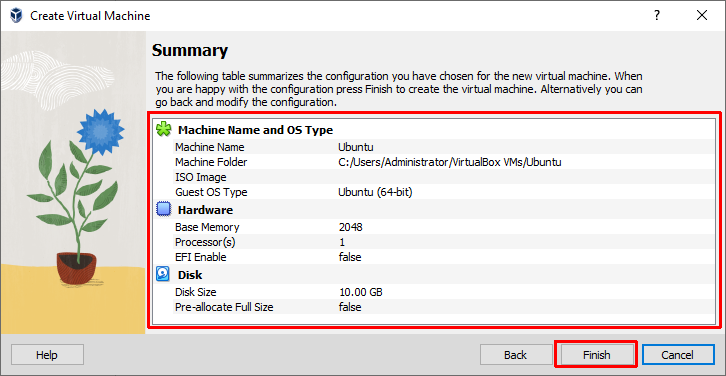 Create Virtual Machine
? ×
Summary
The following table summarizes the configuration you have chosen for the new virtual machine. When
you are happy with the configuration press Finish to create the virtual machine. Alternatively you can
go back and modify the configuration.
Machine Name and OS Type
Machine Name Ubuntu
Machine Folder C:/Users/Administrator/VirtualBox VMs/Ubuntu
ISO Image
Guest OS Type Ubuntu (64-bit)
Hardware
Base Memory 2048
Processor(s) 1
EFI Enable false
Disk
Disk Size 10.00 GB
Pre-allocate Full Size false
Help Back Finish Cancel